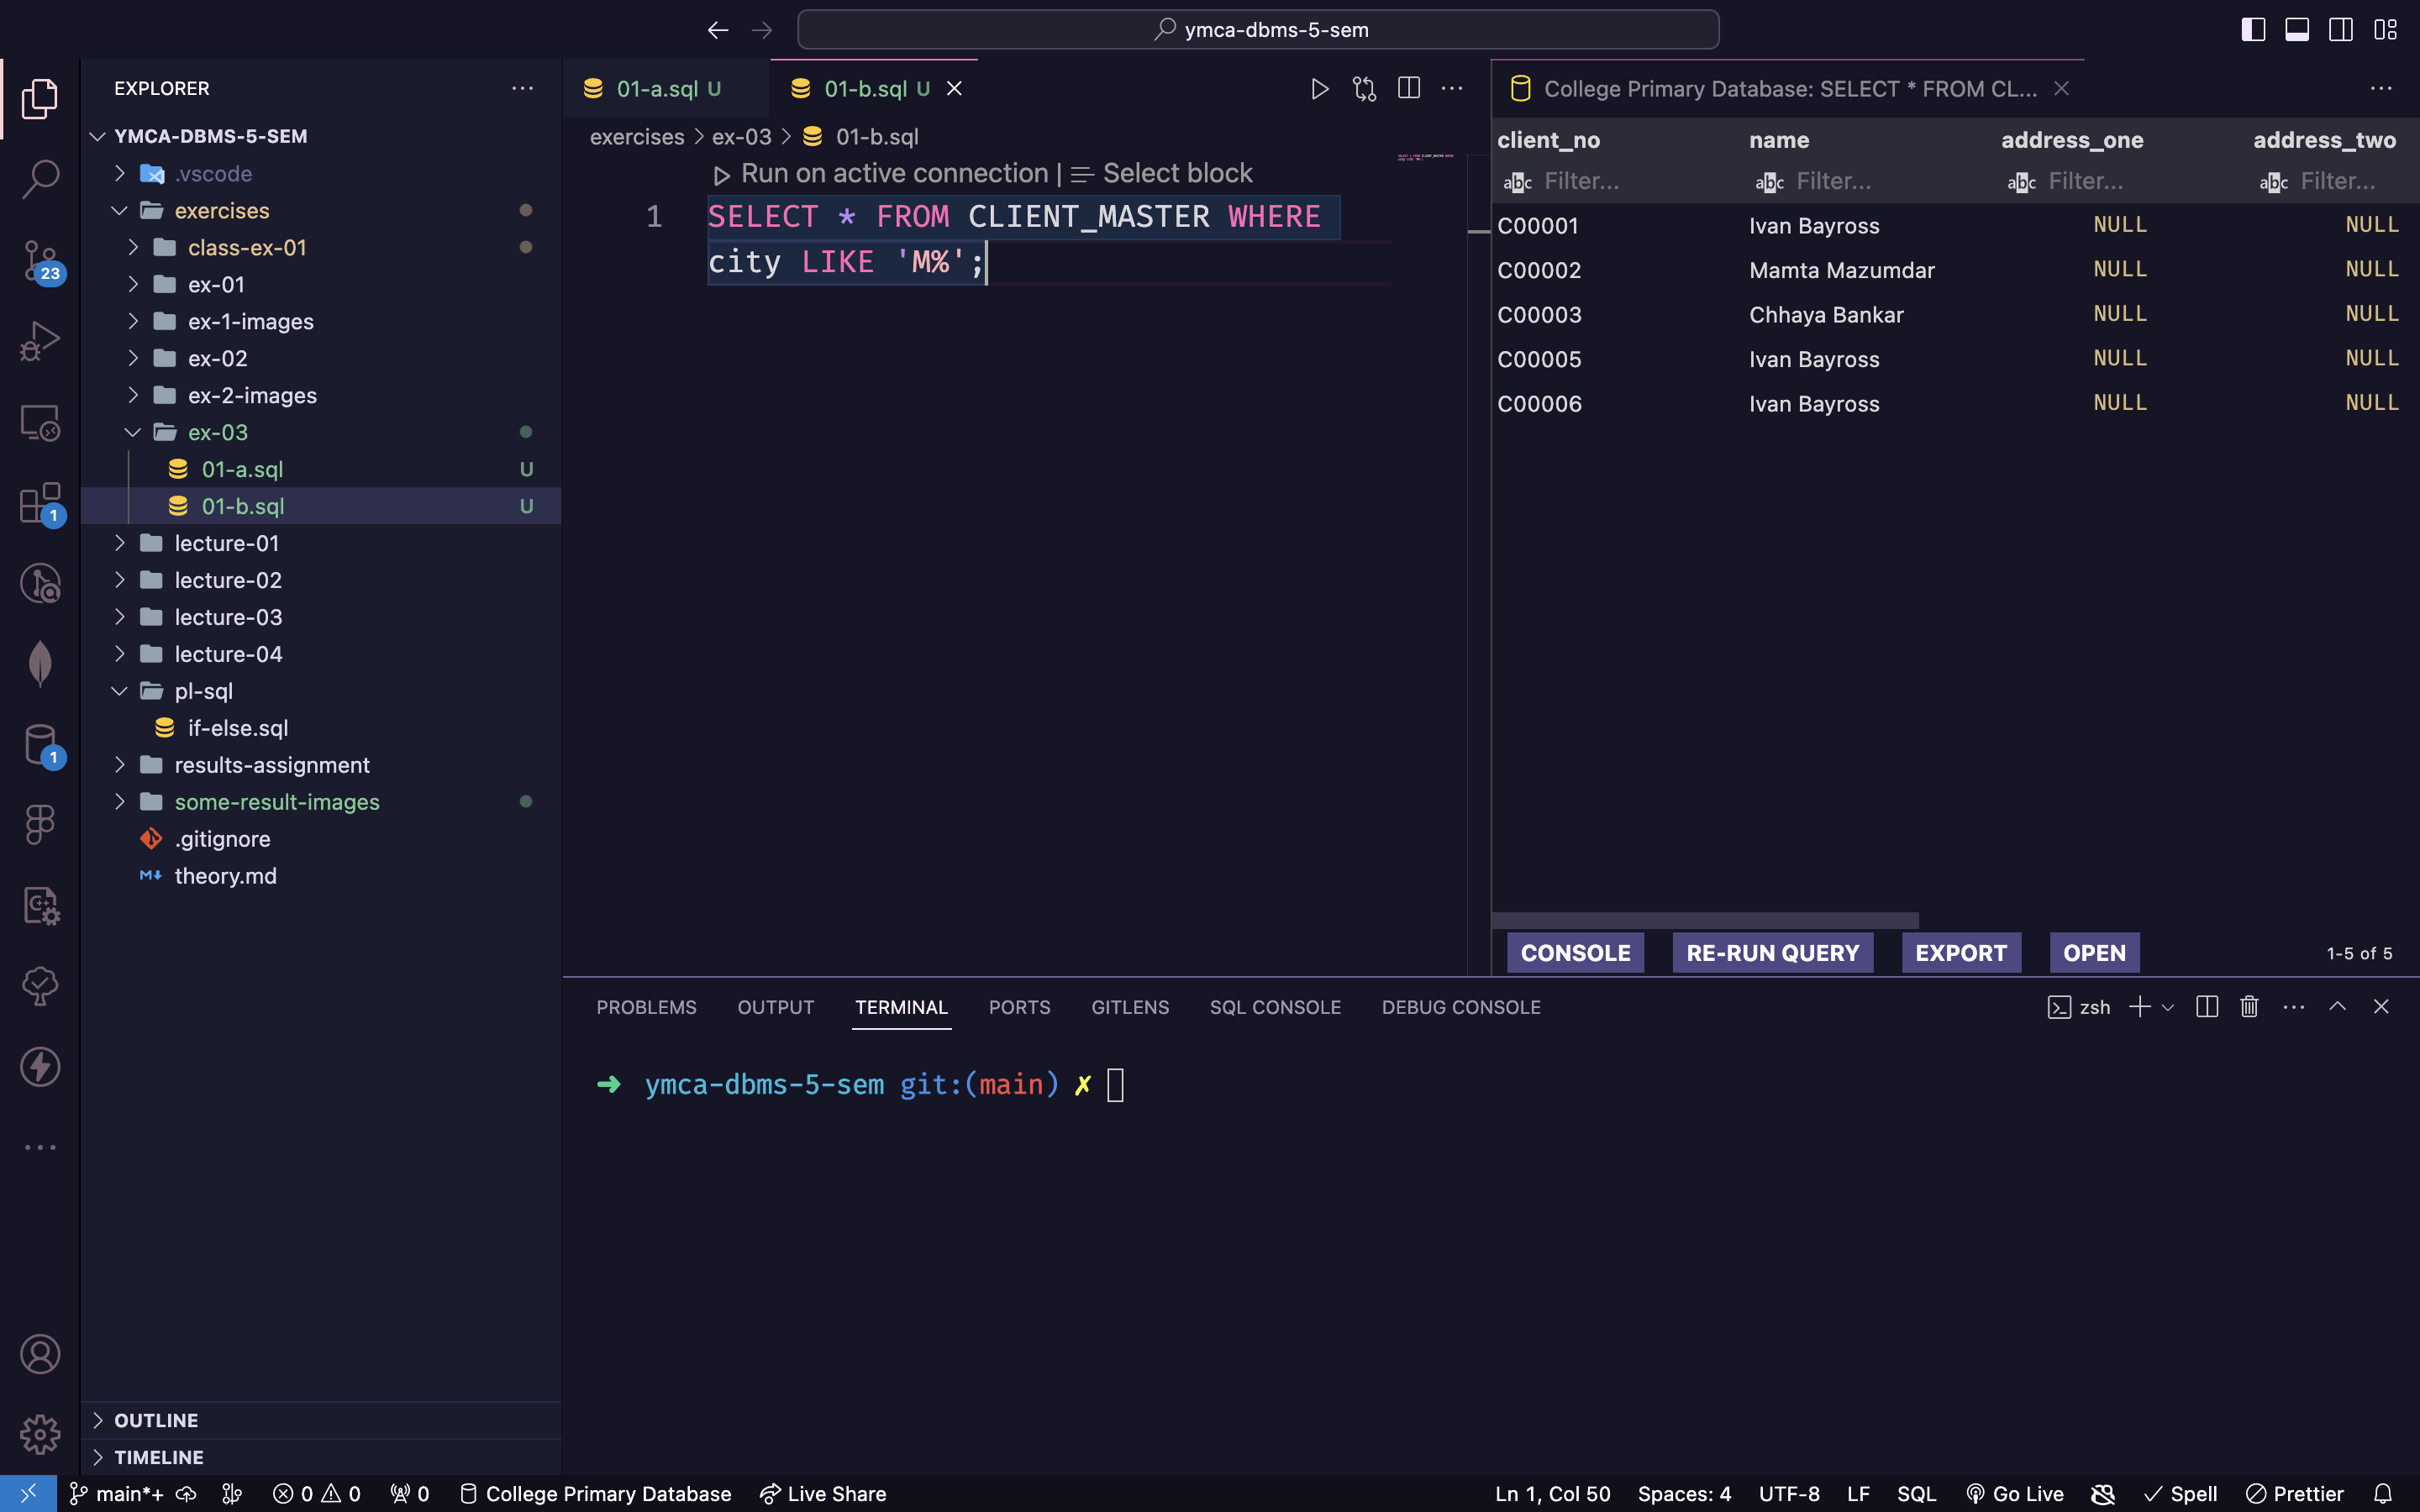 ymca-dbms-5-sem
EXPLORER
YMCA-DBMS-5-SEM
.vscode
exercises
class-ex-01
ex-01
ex-1-images
ex-02
ex-2-images
ex-03
01-a.sql U
01-b.sql U
lecture-01
lecture-02
lecture-03
lecture-04
pl-sql
if-else.sql
results-assignment
some-result-images
.gitignore
theory.md
OUTLINE
TIMELINE
23
1
1
01-a.sql U 01-b.sql U
exercises > ex-03 > 01-b.sql
Run on active connection | Select block
1 SELECT * FROM CLIENT_MASTER WHERE
city LIKE 'M%';
College Primary Database: SELECT * FROM CL...
client_no name address_one address_two
abc Filter... abc Filter... abc Filter... abc Filter...
C00001 Ivan Bayross NULL NULL
C00002 Mamta Mazumdar NULL NULL
C00003 Chhaya Bankar NULL NULL
C00005 Ivan Bayross NULL NULL
C00006 Ivan Bayross NULL NULL
CONSOLE RE-RUN QUERY EXPORT OPEN 1-5 of 5
PROBLEMS OUTPUT TERMINAL PORTS GITLENS SQL CONSOLE DEBUG CONSOLE zsh
➜ ymca-dbms-5-sem git:(main) ✗
main*+ 0 0 0 College Primary Database Live Share Ln 1, Col 50 Spaces: 4 UTF-8 LF SQL Go Live Spell Prettier